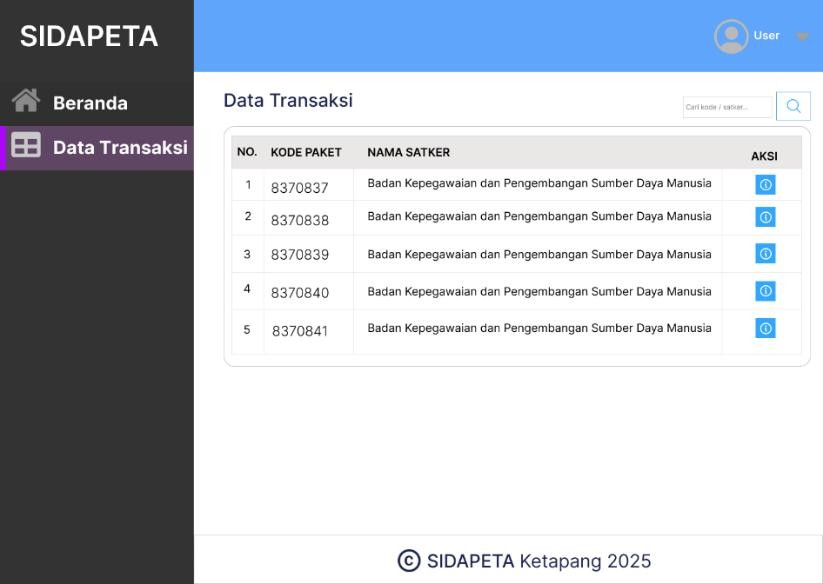 SIDAPETA
User
Beranda
Data Transaksi
Data Transaksi
Cari kode / satker...
NO. KODE PAKET NAMA SATKER AKSI
1 8370837 Badan Kepegawaian dan Pengembangan Sumber Daya Manusia
2 8370838 Badan Kepegawaian dan Pengembangan Sumber Daya Manusia
3 8370839 Badan Kepegawaian dan Pengembangan Sumber Daya Manusia
4 8370840 Badan Kepegawaian dan Pengembangan Sumber Daya Manusia
5 8370841 Badan Kepegawaian dan Pengembangan Sumber Daya Manusia
© SIDAPETA Ketapang 2025